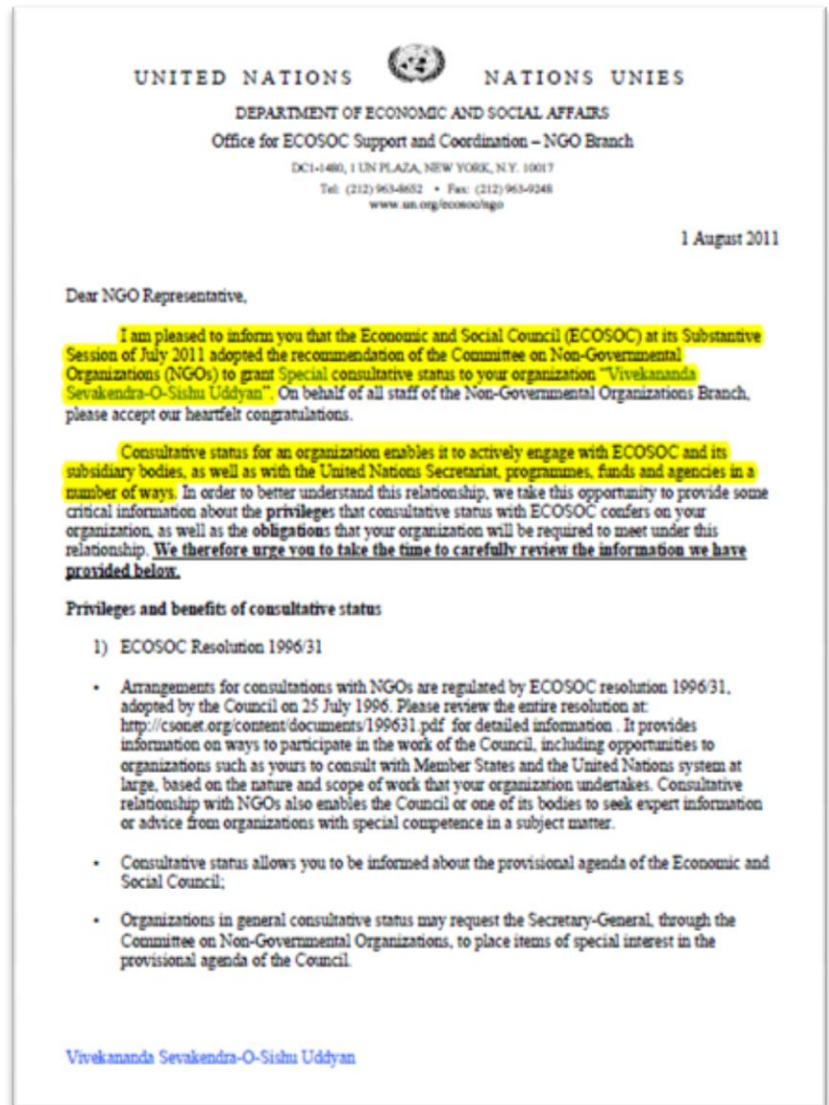 UNITED NATIONS NATIONS UNIES
DEPARTMENT OF ECONOMIC AND SOCIAL AFFAIRS
Office for ECOSOC Support and Coordination – NGO Branch
DC1-1480, 1 UN PLAZA, NEW YORK, N.Y. 10017
Tel: (212) 963-8652 • Fax: (212) 963-9248
www.un.org/ecosoc/ngo
1 August 2011
Dear NGO Representative,
I am pleased to inform you that the Economic and Social Council (ECOSOC) at its Substantive
Session of July 2011 adopted the recommendation of the Committee on Non-Governmental
Organizations (NGOs) to grant Special consultative status to your organization “Vivekananda
Sevakendra-O-Sishu Uddyan”. On behalf of all staff of the Non-Governmental Organizations Branch,
please accept our heartfelt congratulations.
Consultative status for an organization enables it to actively engage with ECOSOC and its
subsidiary bodies, as well as with the United Nations Secretariat, programmes, funds and agencies in a
number of ways. In order to better understand this relationship, we take this opportunity to provide some
critical information about the privileges that consultative status with ECOSOC confers on your
organization, as well as the obligations that your organization will be required to meet under this
relationship. We therefore urge you to take the time to carefully review the information we have
provided below.
Privileges and benefits of consultative status
1) ECOSOC Resolution 1996/31
• Arrangements for consultations with NGOs are regulated by ECOSOC resolution 1996/31,
adopted by the Council on 25 July 1996. Please review the entire resolution at:
http://csonet.org/content/documents/199631.pdf for detailed information . It provides
information on ways to participate in the work of the Council, including opportunities to
organizations such as yours to consult with Member States and the United Nations system at
large, based on the nature and scope of work that your organization undertakes. Consultative
relationship with NGOs also enables the Council or one of its bodies to seek expert information
or advice from organizations with special competence in a subject matter.
• Consultative status allows you to be informed about the provisional agenda of the Economic and
Social Council;
• Organizations in general consultative status may request the Secretary-General, through the
Committee on Non-Governmental Organizations, to place items of special interest in the
provisional agenda of the Council.
Vivekananda Sevakendra-O-Sishu Uddyan